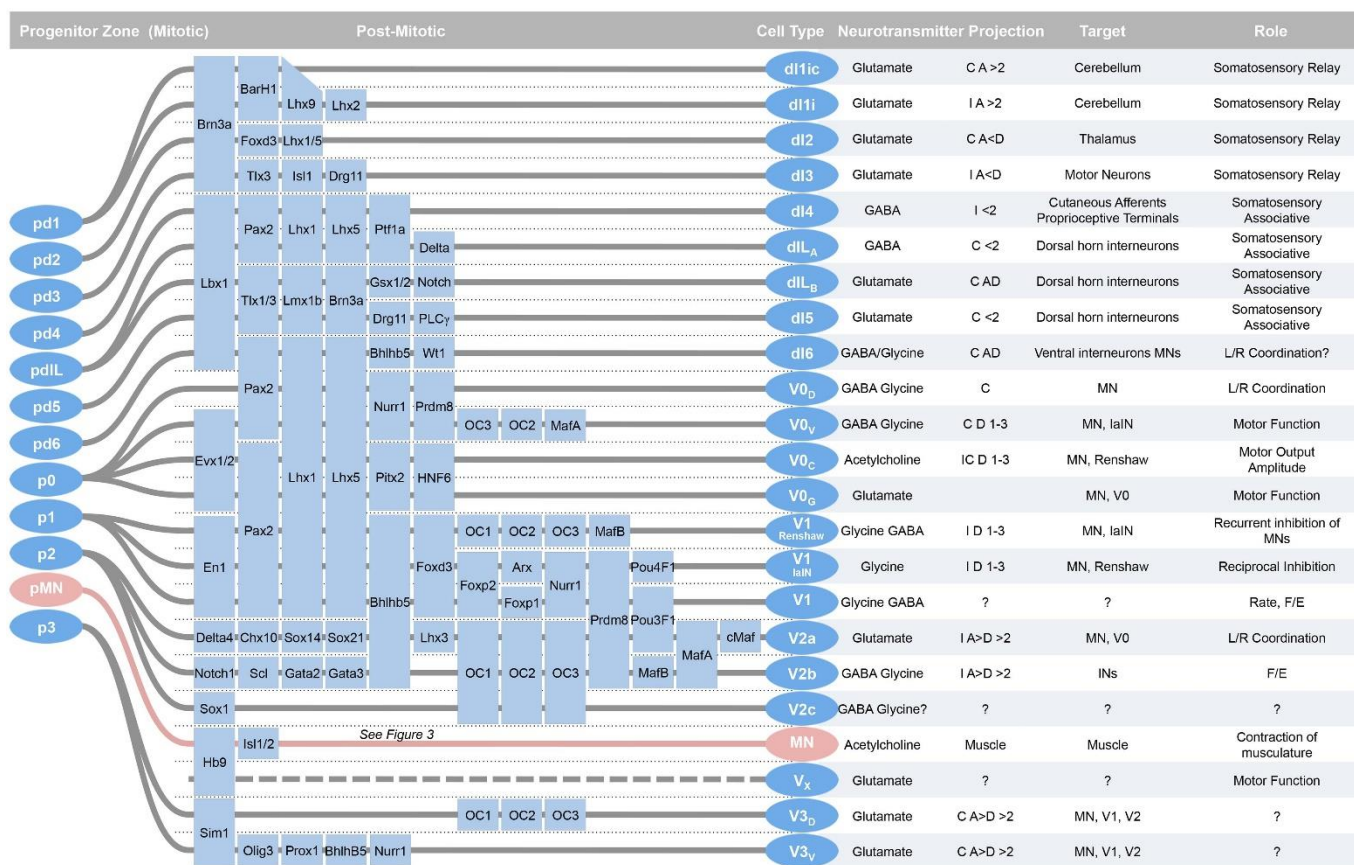 Progenitor Zone (Mitotic) Post-Mitotic Cell Type Neurotransmitter Projection Target Role
pd1
pd2
pd3
pd4
pdIL
pd5
pd6
p0
p1
p2
pMN
p3
Brn3a
BarH1
Lhx9
Lhx2
Foxd3
Lhx1/5
Tlx3
Isl1
Drg11
Lbx1
Pax2
Lhx1
Lhx5
Ptf1a
Delta
Tlx1/3
Lmx1b
Brn3a
Gsx1/2
Notch
Drg11
PLCγ
Pax2
Bhlhb5
Wt1
Nurr1
Prdm8
OC3
OC2
MafA
Evx1/2
Lhx1
Lhx5
Pitx2
HNF6
Pax2
En1
Bhlhb5
Foxd3
OC1
OC2
OC3
MafB
Foxp2
Arx
Nurr1
Pou4F1
Foxp1
Prdm8
Pou3F1
Delta4
Chx10
Sox14
Sox21
Lhx3
MafA
cMaf
Notch1
Scl
Gata2
Gata3
OC1
OC2
OC3
MafB
Sox1
Hb9
Isl1/2
See Figure 3
Sim1
OC1
OC2
OC3
Olig3
Prox1
BhlhB5
Nurr1
dI1ic Glutamate C A >2 Cerebellum Somatosensory Relay
dI1i Glutamate I A >2 Cerebellum Somatosensory Relay
dI2 Glutamate C A<D Thalamus Somatosensory Relay
dI3 Glutamate I A<D Motor Neurons Somatosensory Relay
dI4 GABA I <2 Cutaneous Afferents
Proprioceptive Terminals
Somatosensory
Associative
dILA GABA C <2 Dorsal horn interneurons Somatosensory
Associative
dILB Glutamate C AD Dorsal horn interneurons Somatosensory
Associative
dI5 Glutamate C <2 Dorsal horn interneurons Somatosensory
Associative
dI6 GABA/Glycine C AD Ventral interneurons MNs L/R Coordination?
V0D GABA Glycine C MN L/R Coordination
V0V GABA Glycine C D 1-3 MN, IaIN Motor Function
V0C Acetylcholine IC D 1-3 MN, Renshaw Motor Output
Amplitude
V0G Glutamate MN, V0 Motor Function
V1
Renshaw
Glycine GABA I D 1-3 MN, IaIN Recurrent inhibition of
MNs
V1
IaIN
Glycine I D 1-3 MN, Renshaw Reciprocal Inhibition
V1 Glycine GABA ? ? Rate, F/E
V2a Glutamate I A>D >2 MN, V0 L/R Coordination
V2b GABA Glycine I A>D >2 INs F/E
V2c GABA Glycine? ? ? ?
MN Acetylcholine Muscle Muscle Contraction of
musculature
VX Glutamate ? ? Motor Function
V3D Glutamate C A>D >2 MN, V1, V2 ?
V3V Glutamate C A>D >2 MN, V1, V2 ?